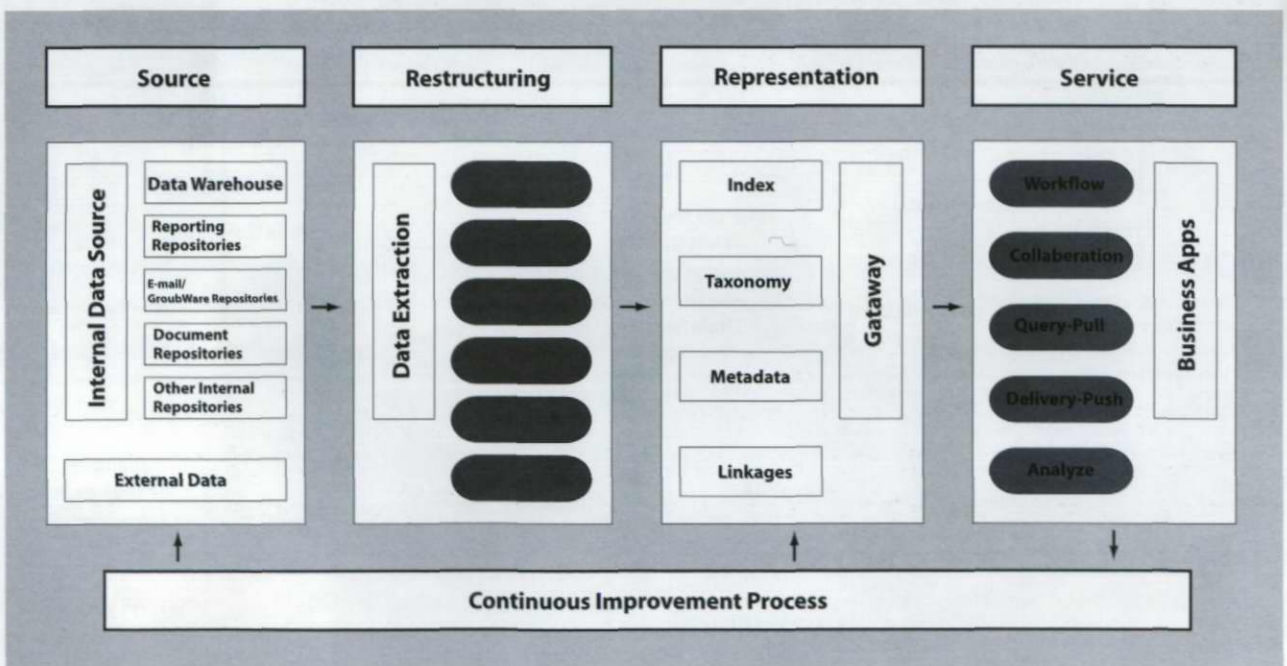 Source
Restructuring
Representation
Service
Internal Data Source
Data Warehouse
Reporting
Repositories
E-mail/
GroubWare Repositories
Document
Repositories
Other Internal
Repositories
External Data
Data Extraction
Index
Taxonomy
Metadata
Linkages
Gataway
Workflow
Collaberation
Query-Pull
Delivery-Push
Analyze
Business Apps
Continuous Improvement Process